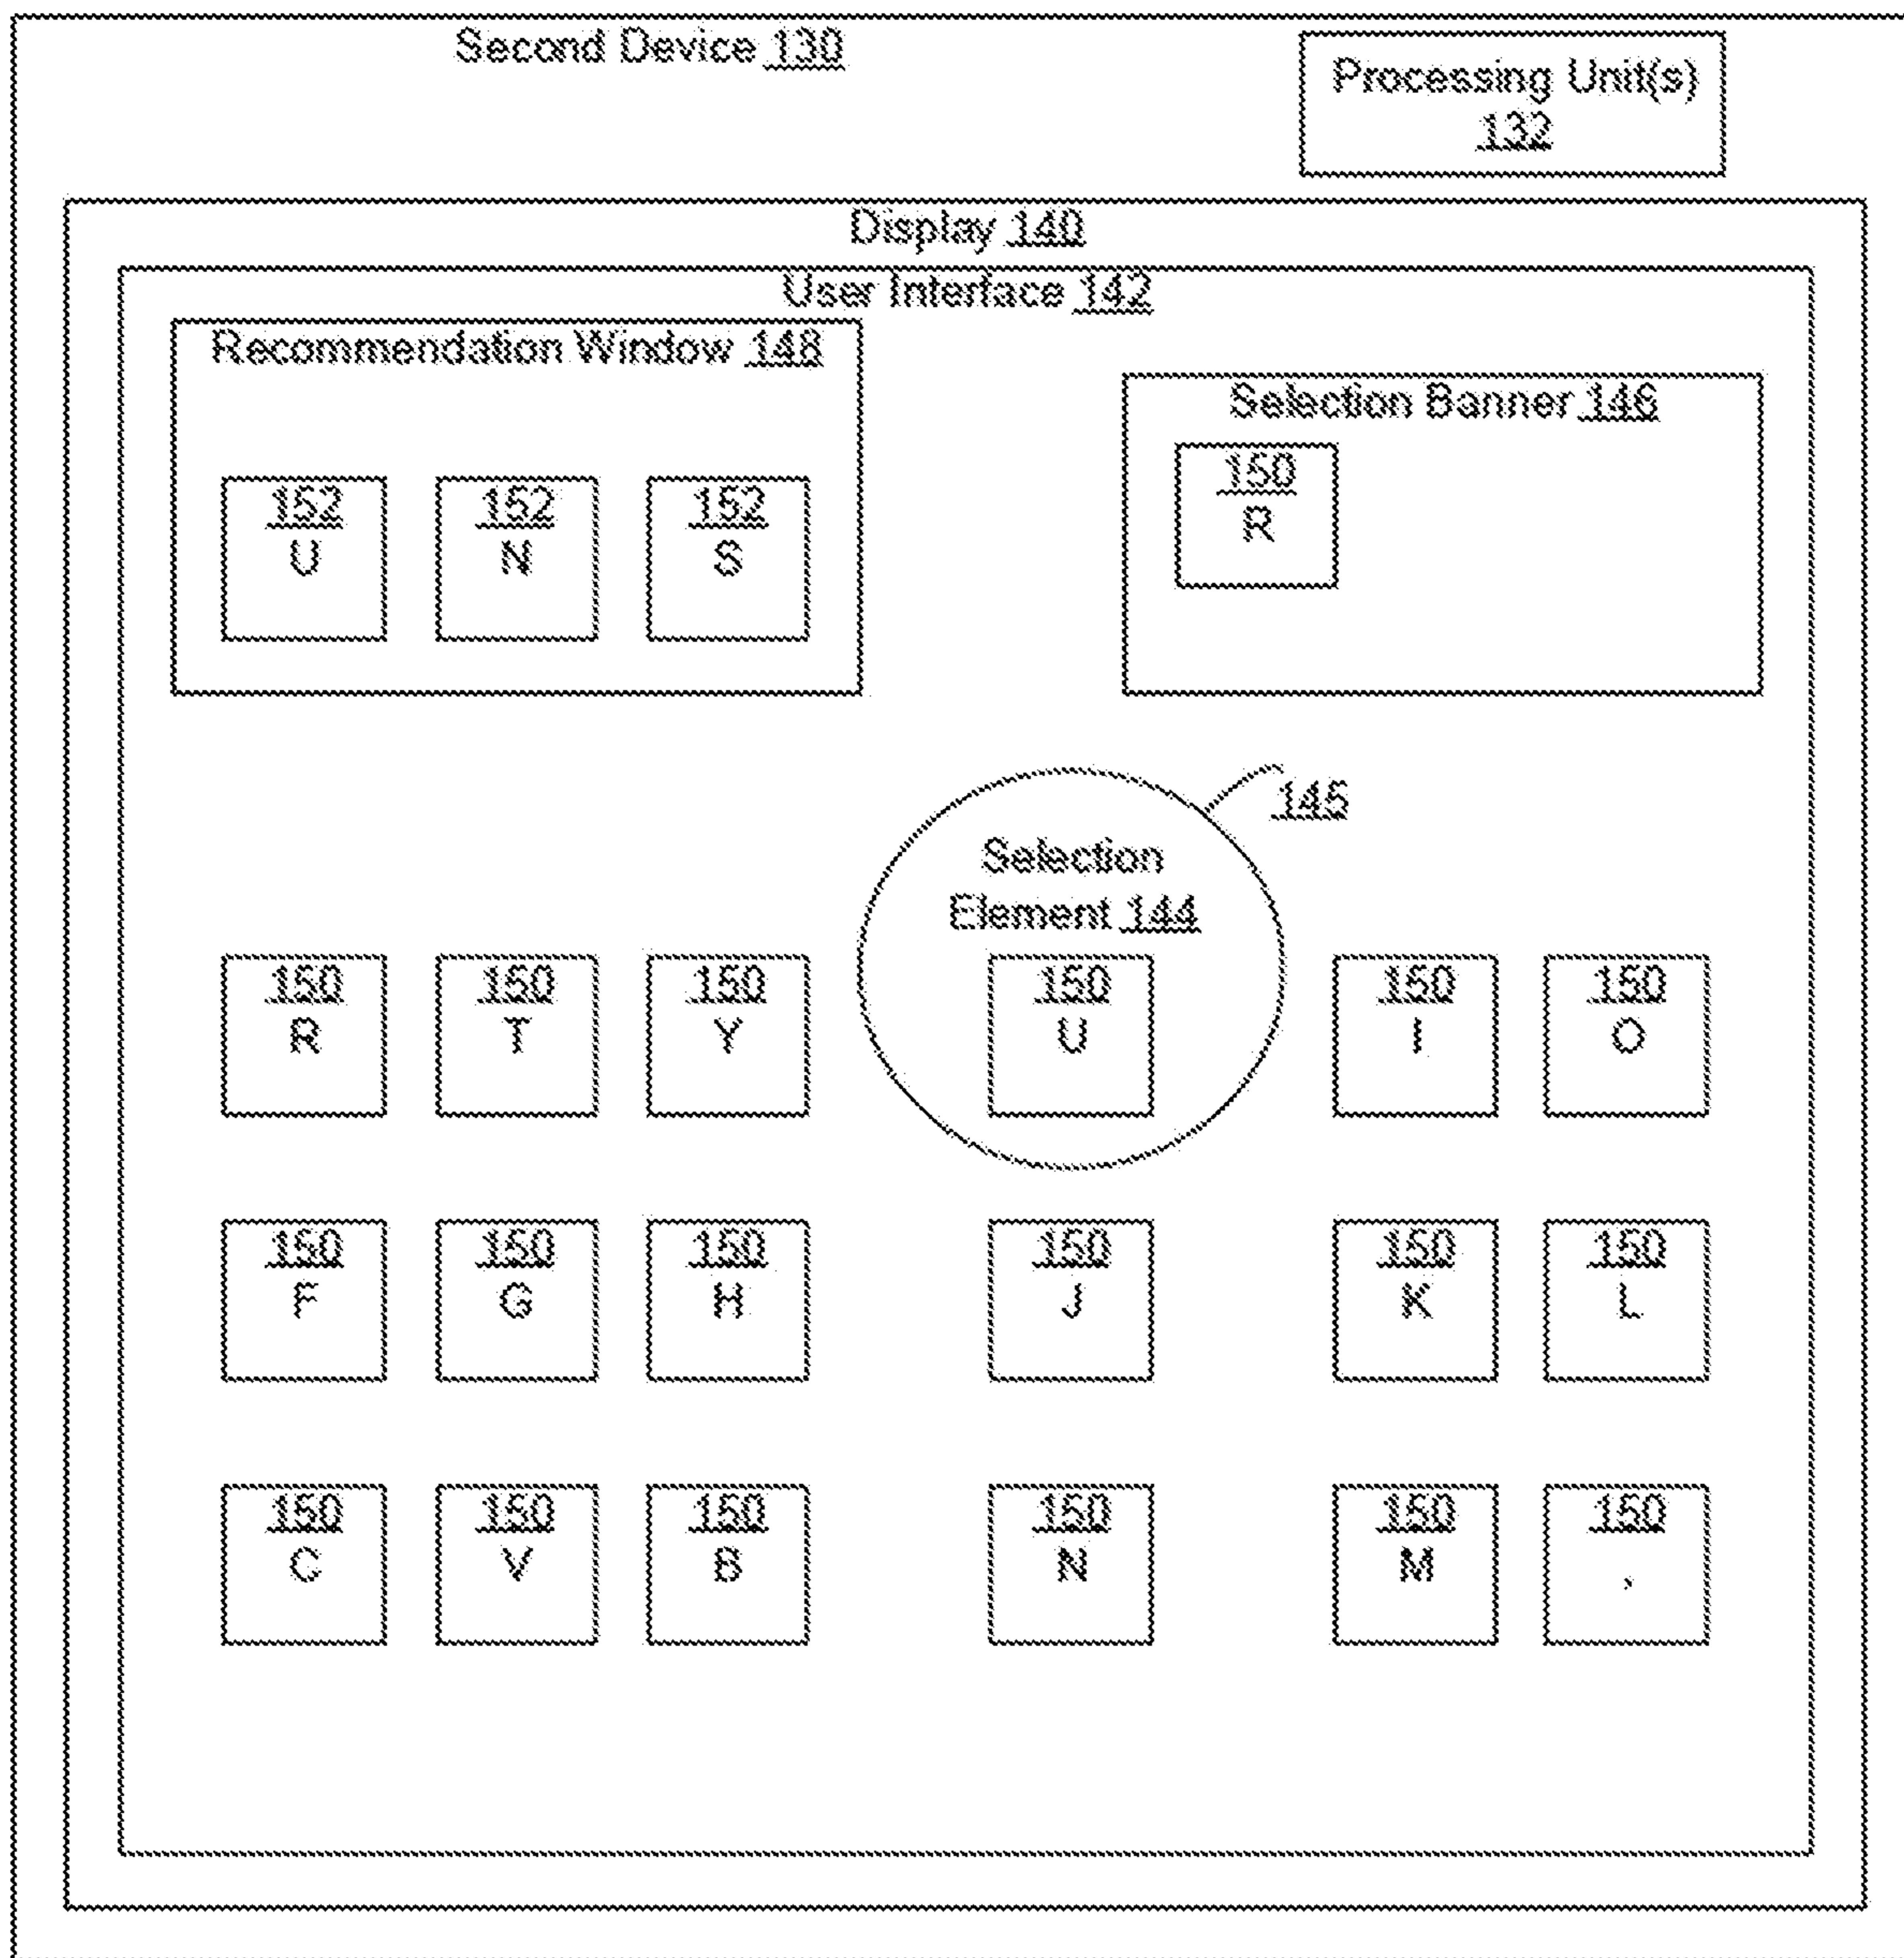 Second Device 130
Processing Unit(s)
132
Display 140
User Interface 142
Recommendation Window 148
Selection Banner 146
150
R
152 152 152
U N S
145
Selection
Element 144
150 150 150 150 150 150
R T Y U I O
150 150 150 150 150 150
F G H J K L
150 150 150 150 150 150
C V B N M ,